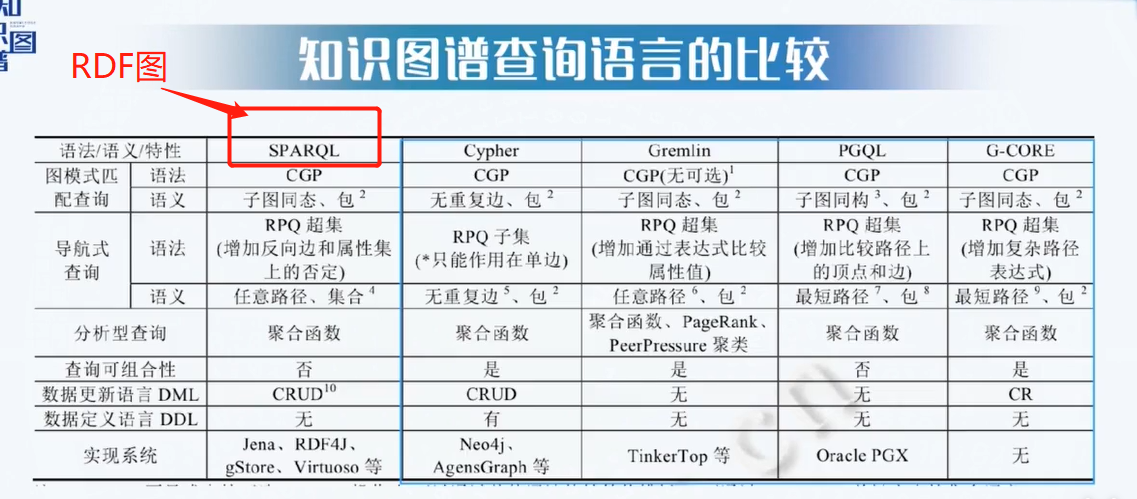 知
识图
谱
知识图谱查询语言的比较
RDF图
语法/语义/特性 SPARQL Cypher Gremlin PGQL G-CORE
图模式匹配查询 语法 CGP CGP CGP(无可选)1 CGP CGP
语义 子图同态、包2 无重复边、包2 子图同态、包2 子图同构3、包2 子图同态、包2
导航式查询 语法 RPQ 超集 (增加反向边和属性集上的否定) RPQ 子集 (*只能作用在单边) RPQ 超集 (增加通过表达式比较属性值) RPQ 超集 (增加比较路径上的顶点和边) RPQ 超集 (增加复杂路径表达式)
语义 任意路径、集合4 无重复边5、包2 任意路径6、包2 最短路径7、包8 最短路径9、包2
分析型查询 聚合函数 聚合函数 聚合函数、PageRank、PeerPressure 聚类 聚合函数 聚合函数
查询可组合性 否 是 是 否 是
数据更新语言 DML CRUD10 CRUD 无 无 CR
数据定义语言 DDL 无 有 无 无 无
实现系统 Jena、RDF4J、gStore、Virtuoso 等 Neo4j、AgensGraph 等 TinkerTop 等 Oracle PGX 无
cn